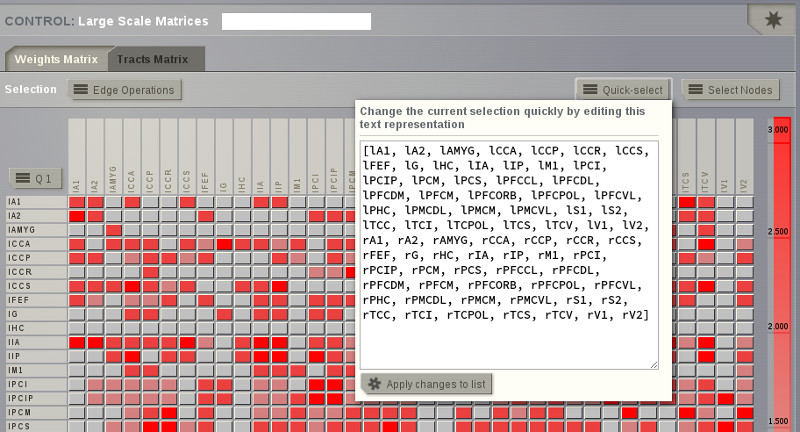 CONTROL: Large Scale Matrices
Weights Matrix
Tracts Matrix
Selection
Edge Operations
Quick-select
Select Nodes
Change the current selection quickly by editing this
text representation
[lA1, lA2, lAMYG, lCCA, lCCP, lCCR, lCCS,
lFEF, lG, lHC, lIA, lIP, lM1, lPCI,
lPCIP, lPCM, lPCS, lPFCCL, lPFCDL,
lPFCDM, lPFCM, lPFCORB, lPFCPOL, lPFCVL,
lPHC, lPMCDL, lPMCM, lPMCVL, lS1, lS2,
lTCC, lTCI, lTCPOL, lTCS, lTCV, lV1, lV2,
rA1, rA2, rAMYG, rCCA, rCCP, rCCR, rCCS,
rFEF, rG, rHC, rIA, rIP, rM1, rPCI,
rPCIP, rPCM, rPCS, rPFCCL, rPFCDL,
rPFCDM, rPFCM, rPFCORB, rPFCPOL, rPFCVL,
rPHC, rPMCDL, rPMCM, rPMCVL, rS1, rS2,
rTCC, rTCI, rTCPOL, rTCS, rTCV, rV1, rV2]
Apply changes to list
Q 1
lA1
lA2
lAMYG
lCCA
lCCP
lCCR
lCCS
lFEF
lG
lHC
lIA
lIP
lM1
lPCI
lPCIP
lPCM
lTCS
lTCV
lV1
lV2
lA1
lA2
lAMYG
lCCA
lCCP
lCCR
lCCS
lFEF
lG
lHC
lIA
lIP
lM1
lPCI
lPCIP
lPCM
lPCS
3.000
2.500
2.000
1.500